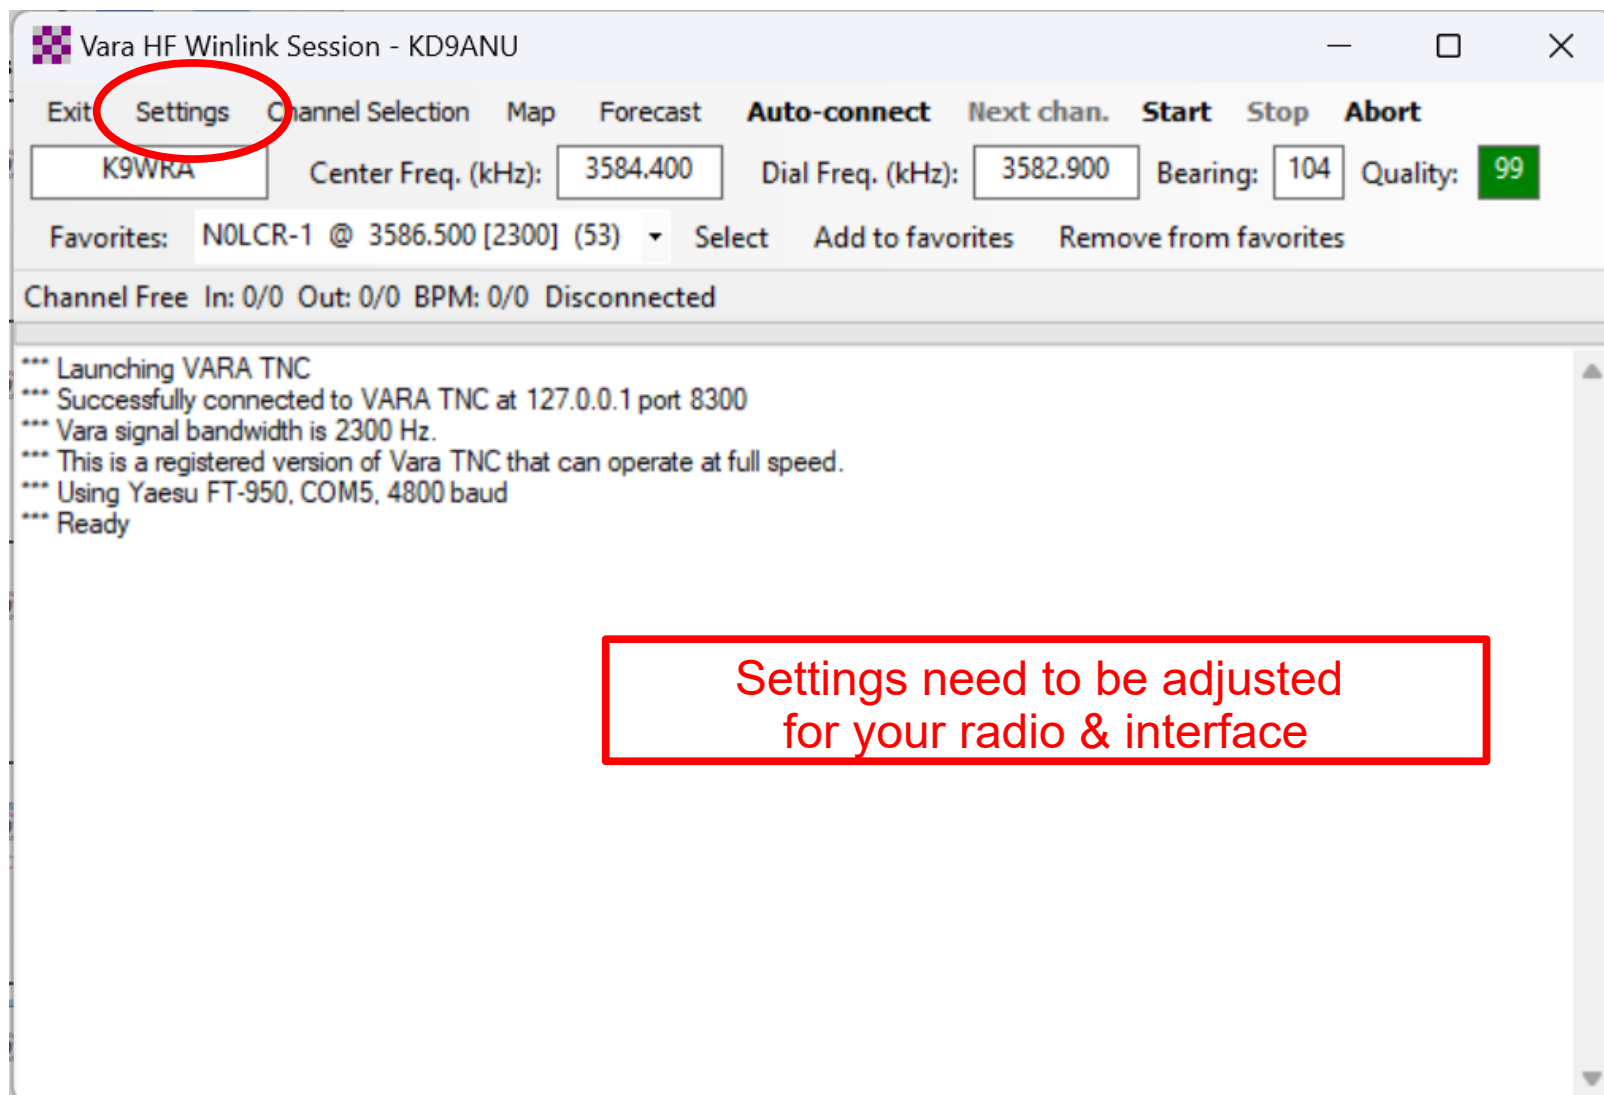 Vara HF Winlink Session - KD9ANU
Exit Settings Channel Selection Map Forecast Auto-connect Next chan. Start Stop Abort
K9WRA Center Freq. (kHz): 3584.400 Dial Freq. (kHz): 3582.900 Bearing: 104 Quality: 99
Favorites: N0LCR-1 @ 3586.500 [2300] (53) Select Add to favorites Remove from favorites
Channel Free In: 0/0 Out: 0/0 BPM: 0/0 Disconnected
*** Launching VARA TNC
*** Successfully connected to VARA TNC at 127.0.0.1 port 8300
*** Vara signal bandwidth is 2300 Hz.
*** This is a registered version of Vara TNC that can operate at full speed.
*** Using Yaesu FT-950, COM5, 4800 baud
*** Ready
Settings need to be adjusted
for your radio & interface